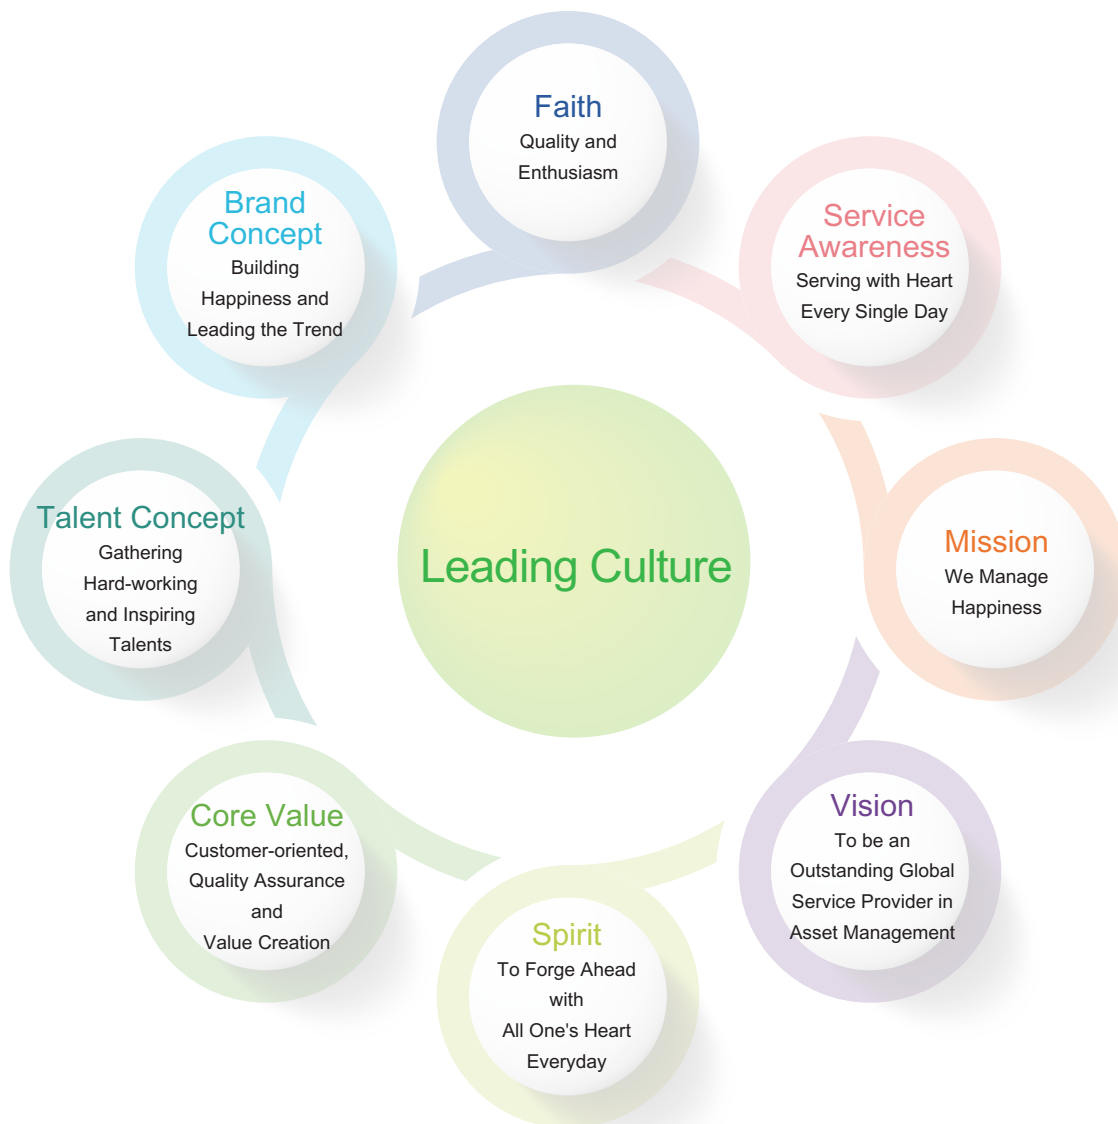 Faith
Quality and
Enthusiasm
Service
Awareness
Serving with Heart
Every Single Day
Mission
We Manage
Happiness
Vision
To be an
Outstanding Global
Service Provider in
Asset Management
Spirit
To Forge Ahead
with
All One's Heart
Everyday
Core Value
Customer-oriented,
Quality Assurance
and
Value Creation
Talent Concept
Gathering
Hard-working
and Inspiring
Talents
Brand
Concept
Building
Happiness and
Leading the Trend
Leading Culture